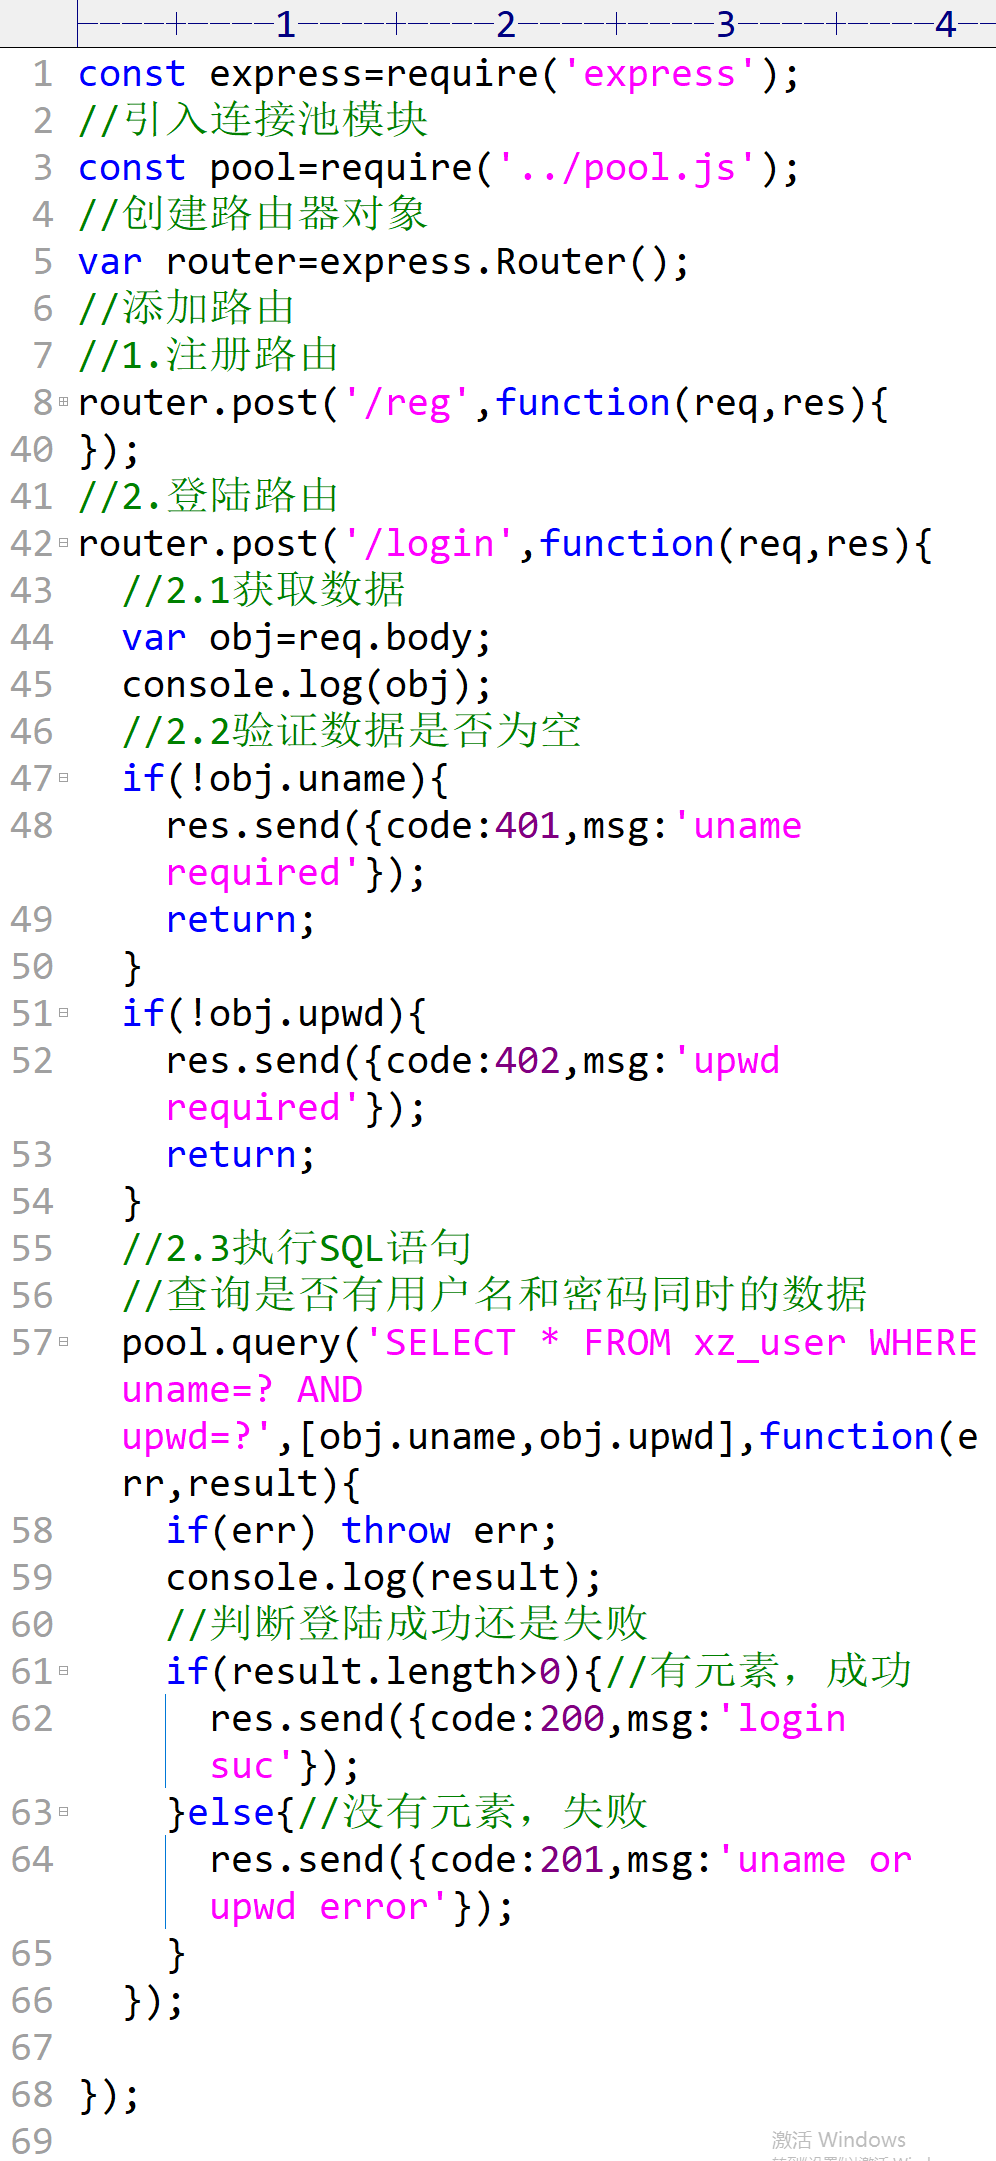 1 2 3 4
1 const express=require('express');
2 //引入连接池模块
3 const pool=require('../pool.js');
4 //创建路由器对象
5 var router=express.Router();
6 //添加路由
7 //1.注册路由
8 router.post('/reg',function(req,res){
40 });
41 //2.登陆路由
42 router.post('/login',function(req,res){
43 //2.1获取数据
44 var obj=req.body;
45 console.log(obj);
46 //2.2验证数据是否为空
47 if(!obj.uname){
48 res.send({code:401,msg:'uname
required'});
49 return;
50 }
51 if(!obj.upwd){
52 res.send({code:402,msg:'upwd
required'});
53 return;
54 }
55 //2.3执行SQL语句
56 //查询是否有用户名和密码同时的数据
57 pool.query('SELECT * FROM xz_user WHERE
uname=? AND
upwd=?',[obj.uname,obj.upwd],function(e
rr,result){
58 if(err) throw err;
59 console.log(result);
60 //判断登陆成功还是失败
61 if(result.length>0){//有元素，成功
62 res.send({code:200,msg:'login
suc'});
63 }else{//没有元素，失败
64 res.send({code:201,msg:'uname or
upwd error'});
65 }
66 });
67
68 });
69
激活 Windows